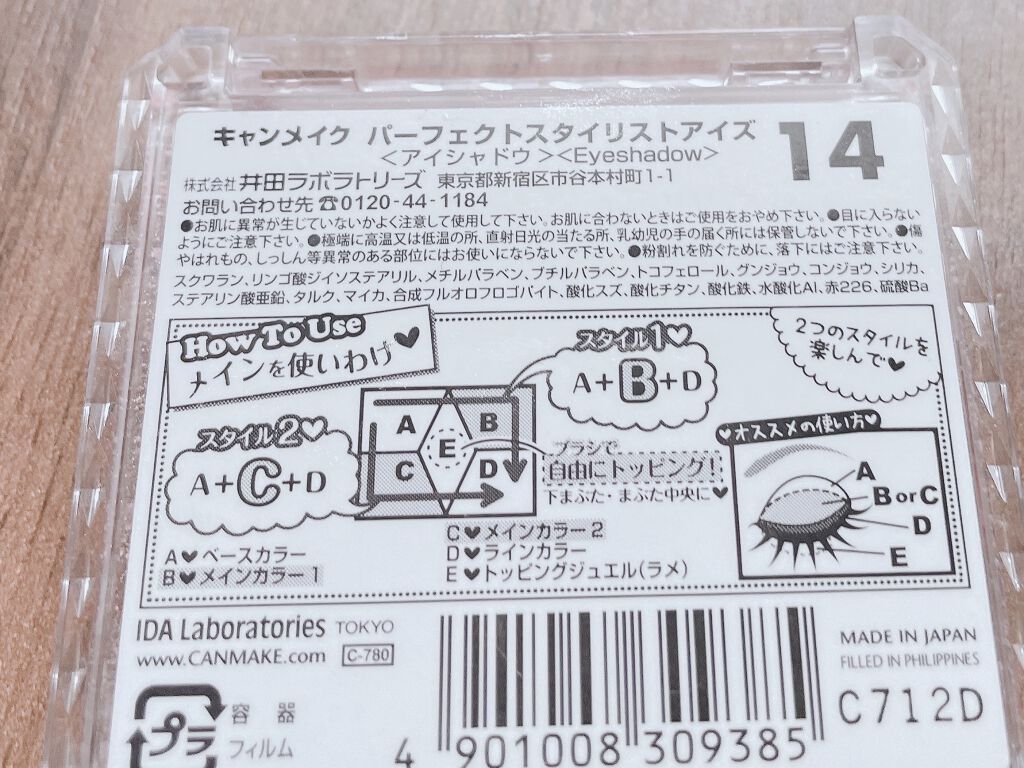 キャンメイク パーフェクトスタイリストアイズ 14
＜アイシャドウ＞＜Eyeshadow＞
株式会社 井田ラボラトリーズ 東京都新宿区市谷本村町1-1
お問い合わせ先☎0120-44-1184
●お肌に異常が生じていないかよく注意して使用して下さい。お肌に合わないときはご使用をおやめ下さい。●目に入らない
ようにご注意下さい。●極端に高温又は低温の所、直射日光の当たる所、乳幼児の手の届く所には保管しないで下さい。●傷
やはれもの、しっしん等異常のある部位にはお使いにならないで下さい。●粉割れを防ぐために、落下にはご注意下さい。
スクワラン、リンゴ酸ジイソステアリル、メチルパラベン、ブチルパラベン、トコフェロール、グンジョウ、コンジョウ、シリカ、
ステアリン酸亜鉛、タルク、マイカ、合成フルオロフロゴパイト、酸化スズ、酸化チタン、酸化鉄、水酸化Al、赤226、硫酸Ba
How To Use
メインを使いわけ♥
スタイル1♥
A+B+D
2つのスタイルを
楽しんで♥
スタイル2♥
A+C+D
A
B
E
C
D
ブラシで
自由にトッピング!
下まぶた・まぶた中央に♥
♥オススメの使い方♥
A
B or C
D
E
A♥ベースカラー
B♥メインカラー1
C♥メインカラー2
D♥ラインカラー
E♥トッピングジュエル(ラメ)
IDA Laboratories TOKYO
www.CANMAKE.com C-780
MADE IN JAPAN
FILLED IN PHILIPPINES
C712D
プラ
容器
フィルム
4 901008 309385